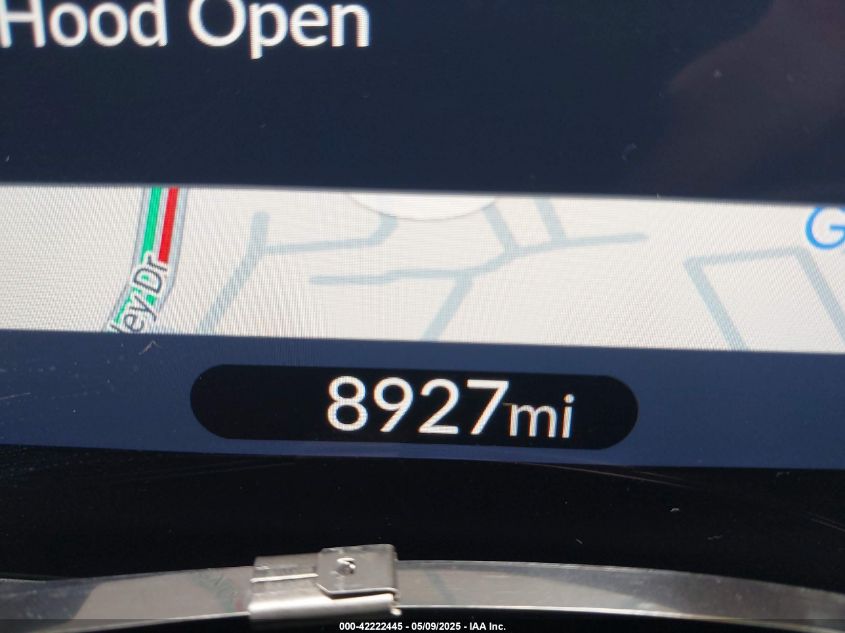 Hood Open
G
ley Dr
8927mi
000-42222445 - 05/09/2025 - IAA Inc.